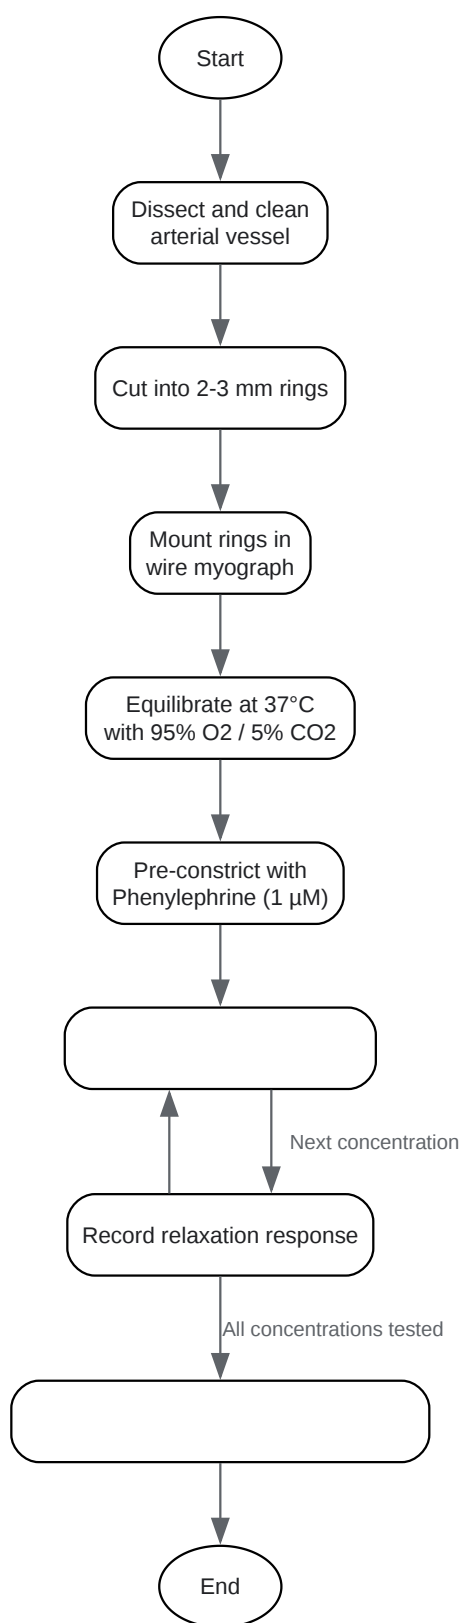 Start
Dissect and clean
arterial vessel
Cut into 2-3 mm rings
Mount rings in
wire myograph
Equilibrate at 37°C
with 95% O2 / 5% CO2
Pre-constrict with
Phenylephrine (1 µM)
Next concentration
Record relaxation response
All concentrations tested
End